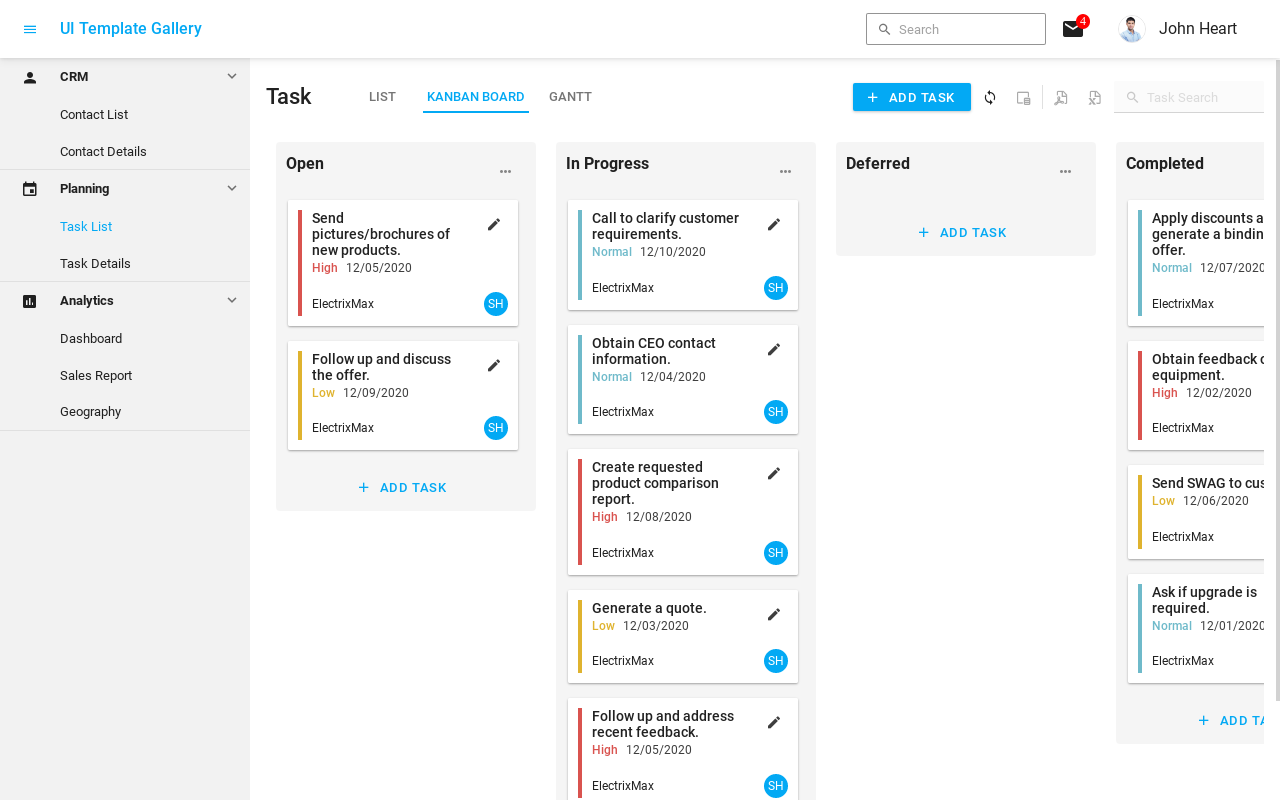 UI Template Gallery
Search
4
John Heart
CRM
Contact List
Contact Details
Planning
Task List
Task Details
Analytics
Dashboard
Sales Report
Geography
Task
LIST
KANBAN BOARD
GANTT
ADD TASK
Task Search
Open
Send
pictures/brochures of
new products.
High 12/05/2020
ElectrixMax
SH
Follow up and discuss
the offer.
Low 12/09/2020
ElectrixMax
SH
ADD TASK
In Progress
Call to clarify customer
requirements.
Normal 12/10/2020
ElectrixMax
SH
Obtain CEO contact
information.
Normal 12/04/2020
ElectrixMax
SH
Create requested
product comparison
report.
High 12/08/2020
ElectrixMax
SH
Generate a quote.
Low 12/03/2020
ElectrixMax
SH
Follow up and address
recent feedback.
High 12/05/2020
ElectrixMax
SH
Deferred
ADD TASK
Completed
Apply discounts
generate a
offer.
Normal 12/07/2020
ElectrixMax
Obtain feedback
equipment.
High 12/02/2020
ElectrixMax
Send SWAG to
Low 12/06/2020
ElectrixMax
Ask if upgrade is
required.
Normal 12/01/2020
ElectrixMax
ADD